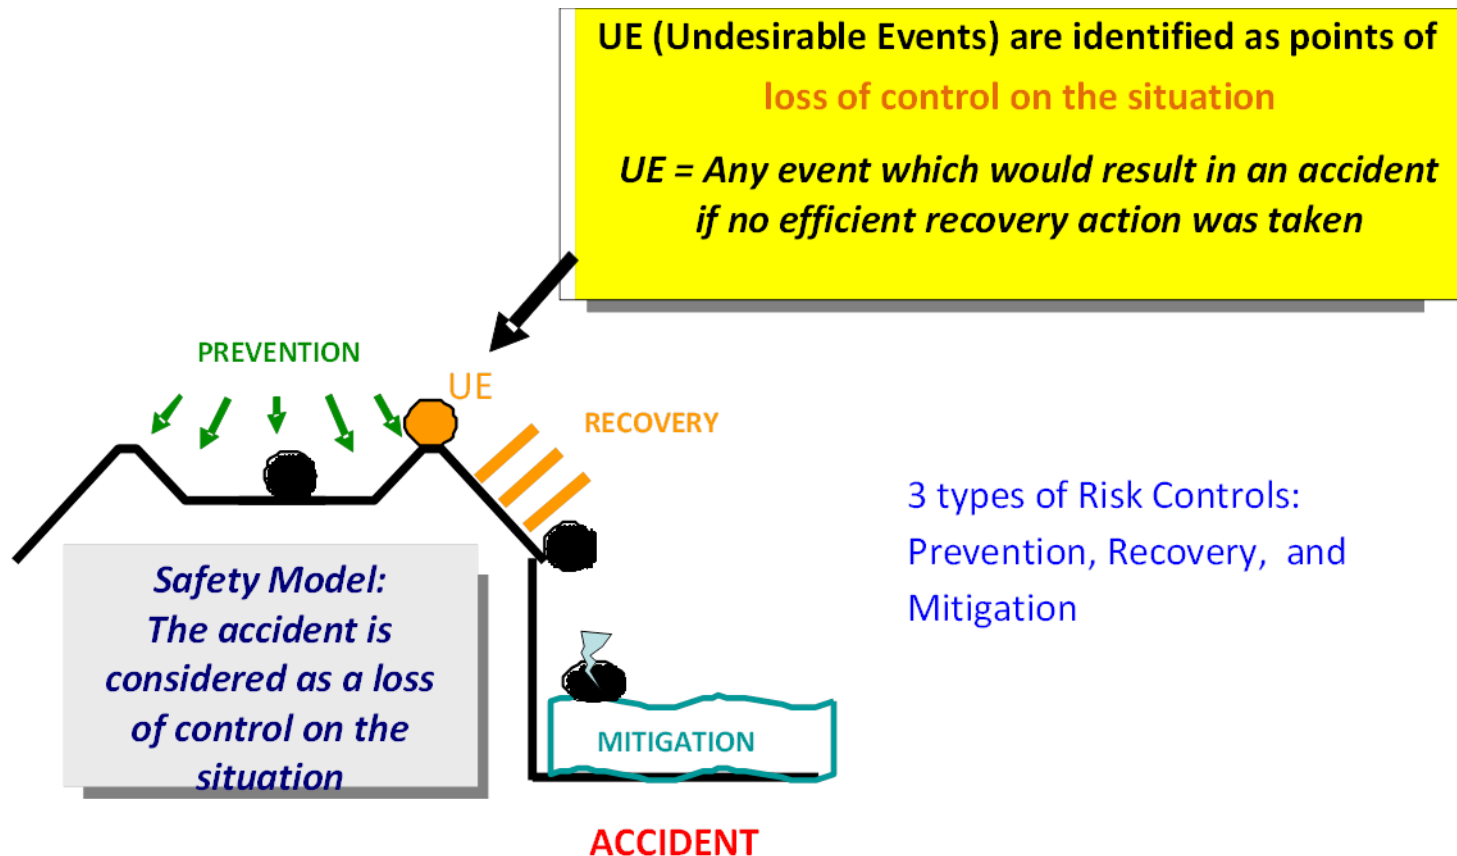 UE (Undesirable Events) are identified as points of
loss of control on the situation
UE = Any event which would result in an accident
if no efficient recovery action was taken
PREVENTION
UE
RECOVERY
3 types of Risk Controls:
Prevention, Recovery, and
Mitigation
Safety Model:
The accident is
considered as a loss
of control on the
situation
MITIGATION
ACCIDENT